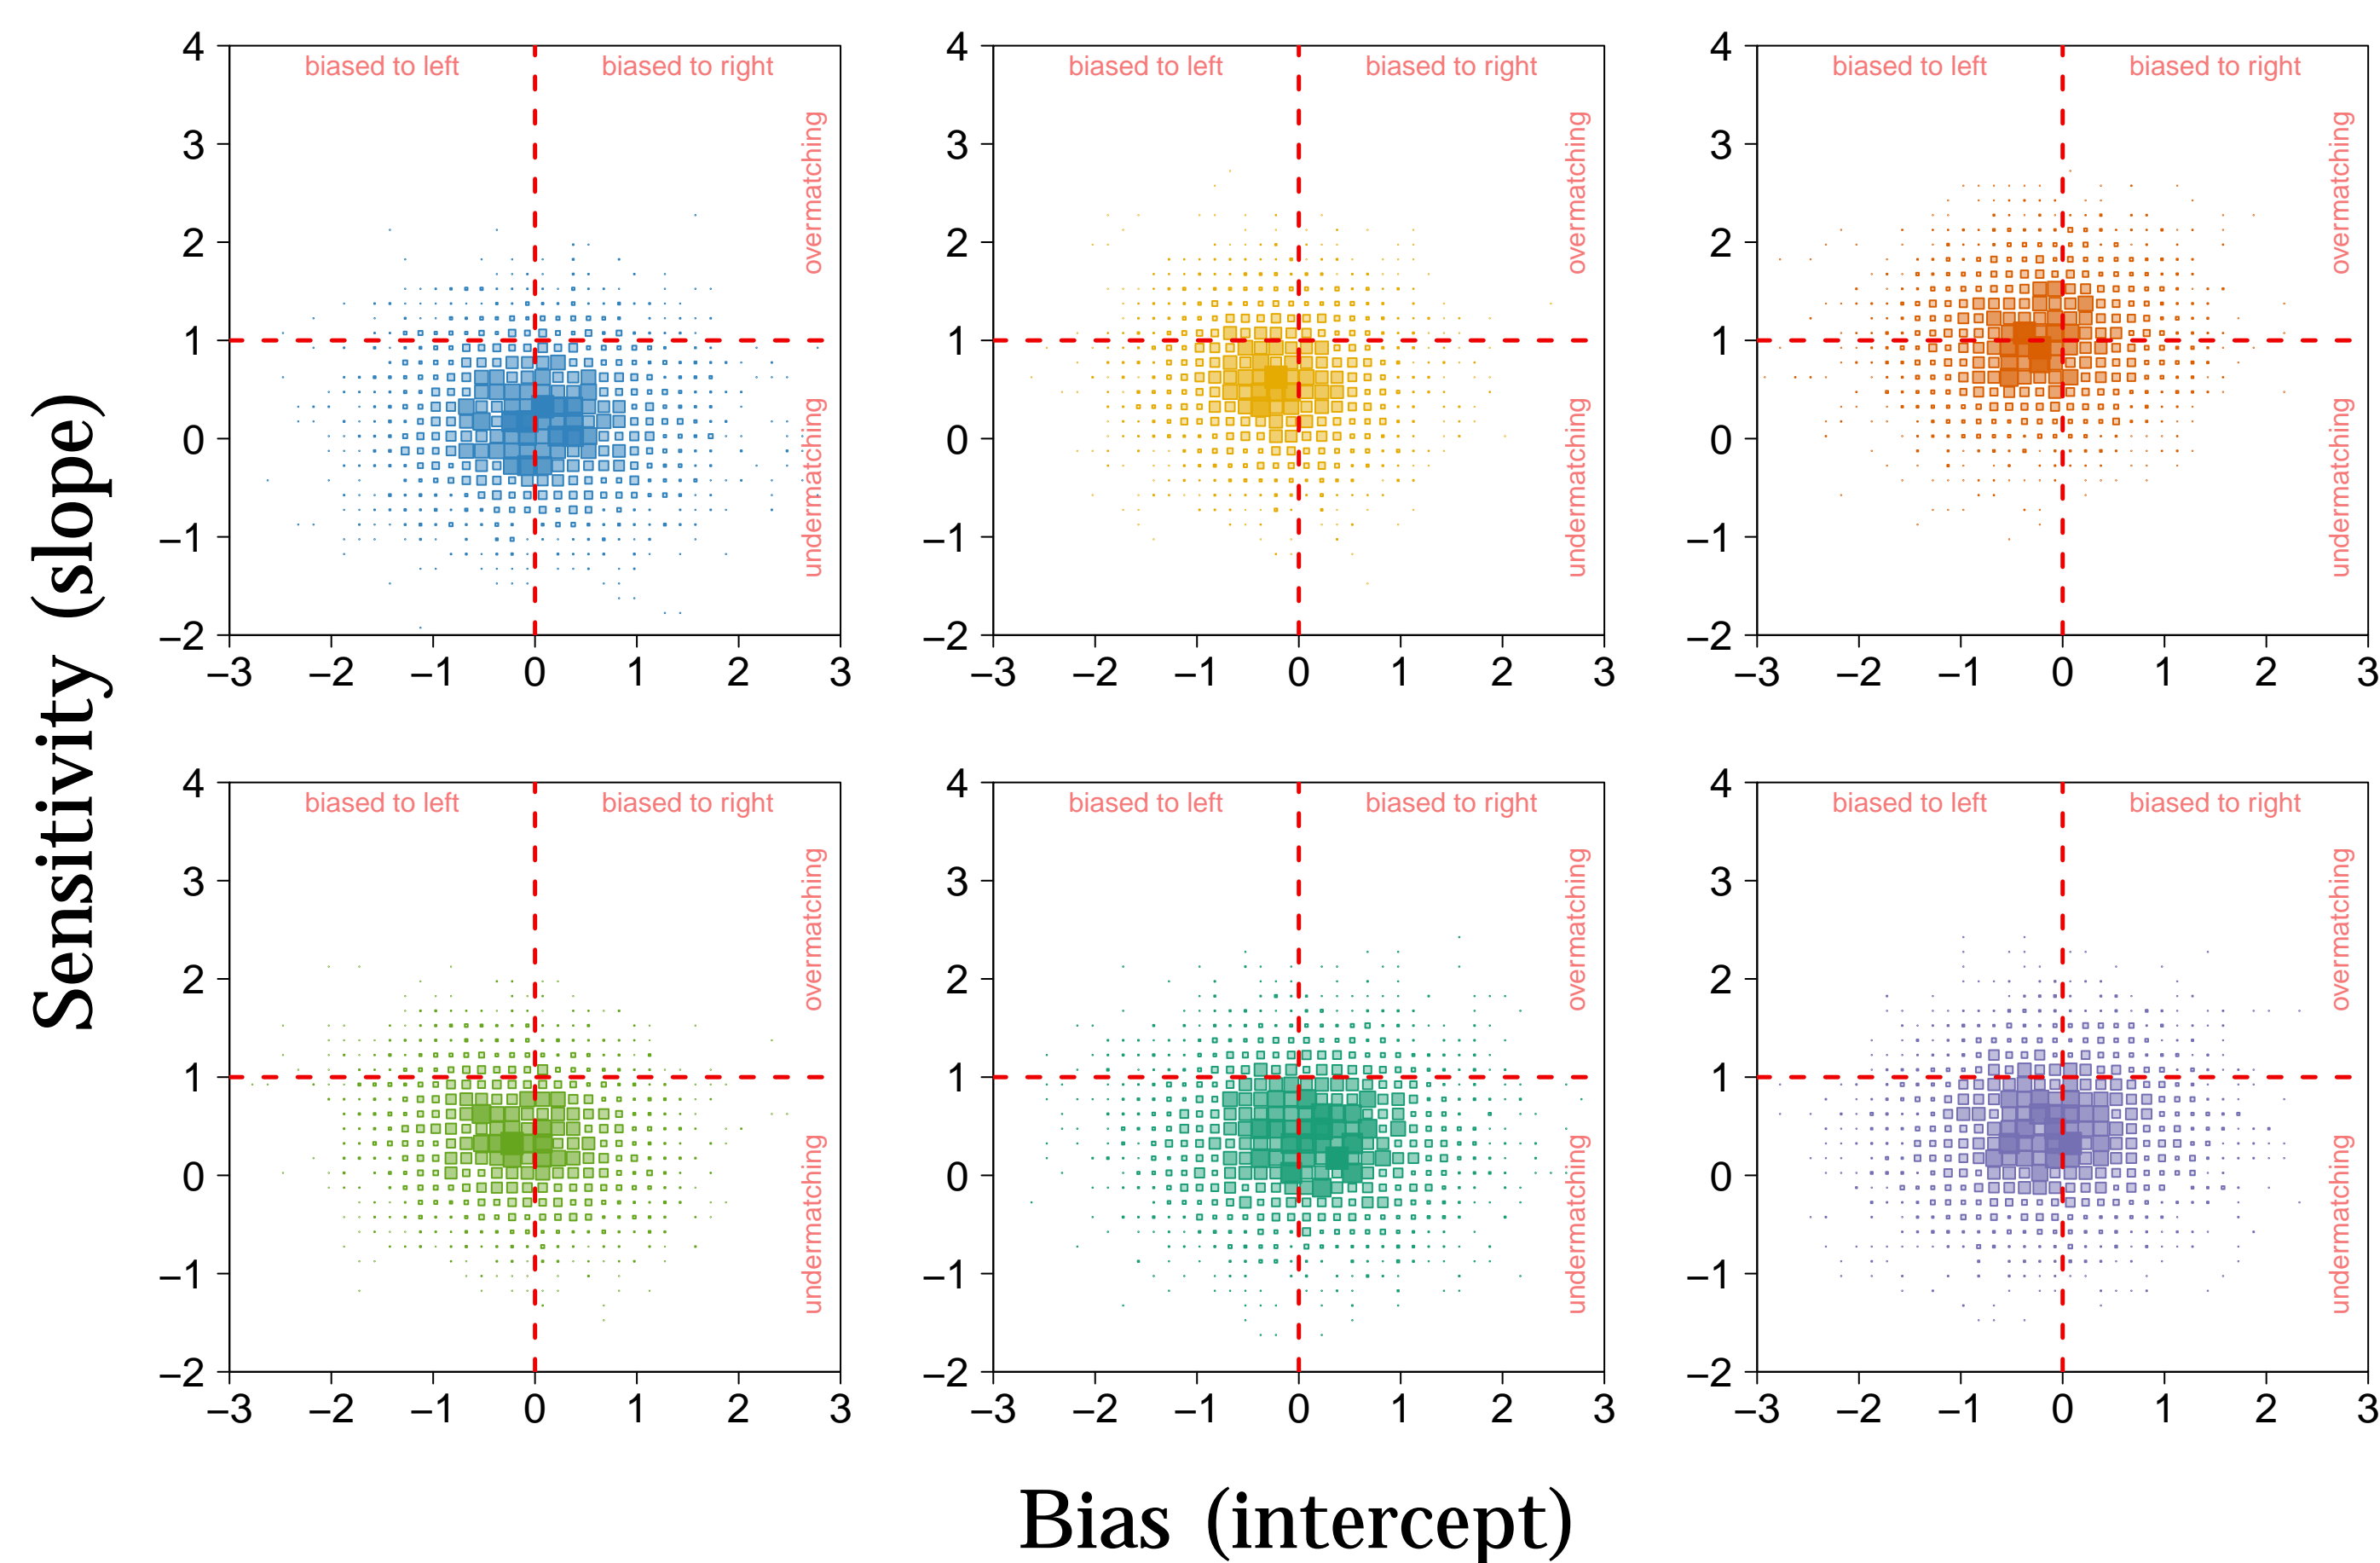 Sensitivity (slope)
biased to left biased to right
overmatching
undermatching
4
3
2
1
0
−1
−2
−3 −2 −1 0 1 2 3
biased to left biased to right
overmatching
undermatching
4
3
2
1
0
−1
−2
−3 −2 −1 0 1 2 3
biased to left biased to right
overmatching
undermatching
4
3
2
1
0
−1
−2
−3 −2 −1 0 1 2 3
biased to left biased to right
overmatching
undermatching
4
3
2
1
0
−1
−2
−3 −2 −1 0 1 2 3
biased to left biased to right
overmatching
undermatching
4
3
2
1
0
−1
−2
−3 −2 −1 0 1 2 3
biased to left biased to right
overmatching
undermatching
4
3
2
1
0
−1
−2
−3 −2 −1 0 1 2 3
Bias (intercept)